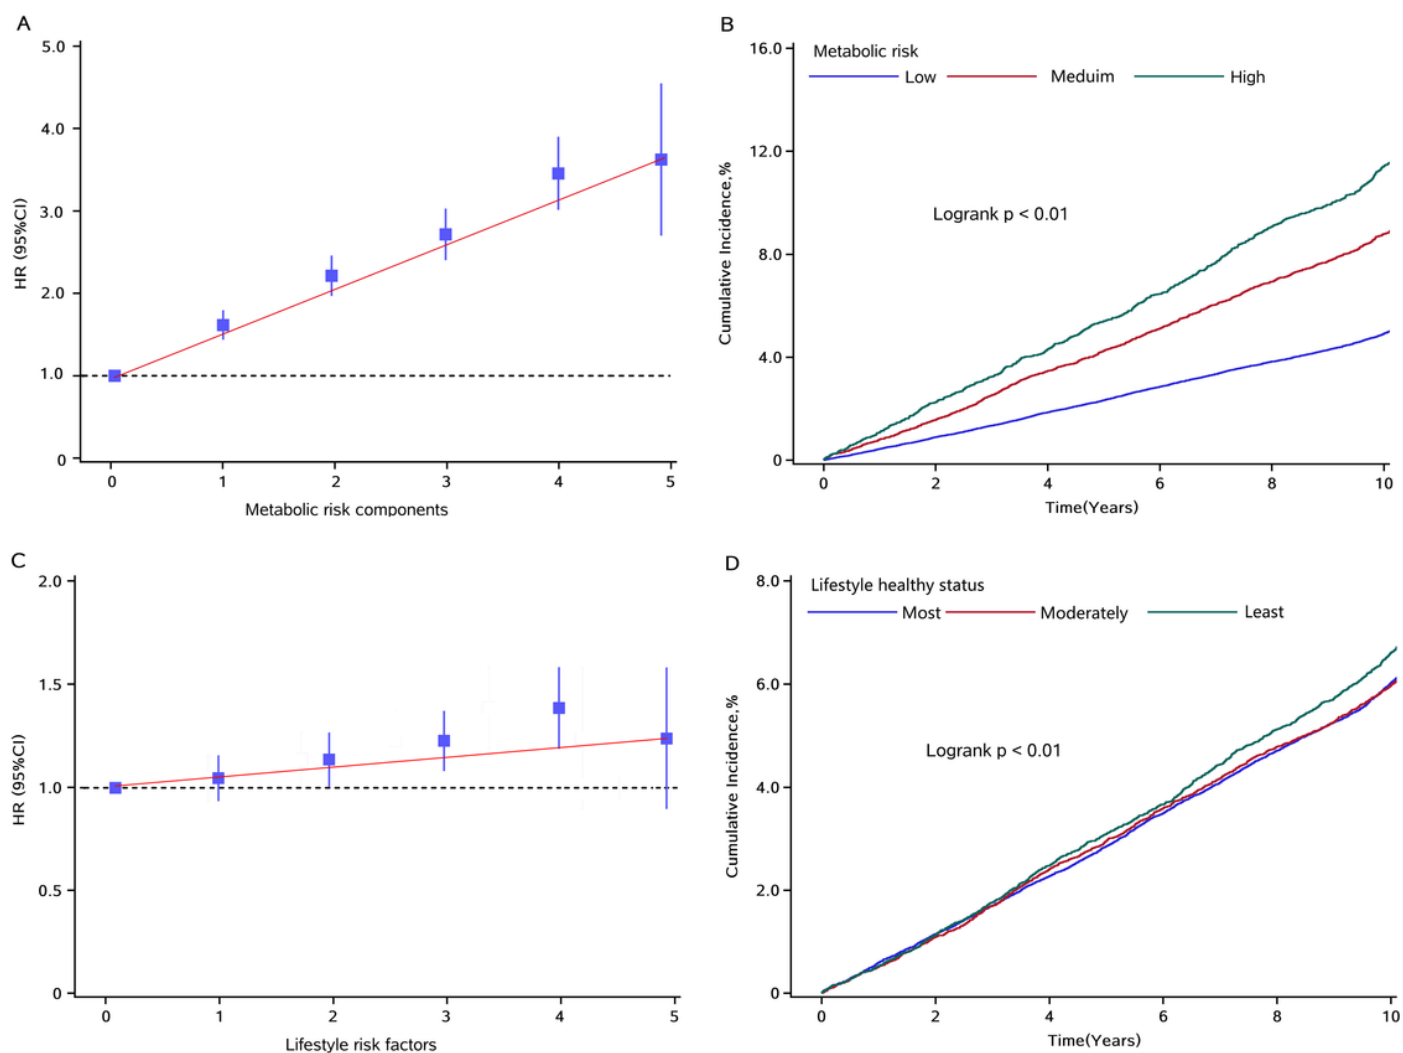 A
5.0
4.0
3.0
2.0
1.0
0
HR (95%CI)
0 1 2 3 4 5
Metabolic risk components
B
16.0
12.0
8.0
4.0
0
Cumulative Incidence,%
Metabolic risk
Low Meduim High
Logrank p < 0.01
0 2 4 6 8 10
Time(Years)
C
2.0
1.5
1.0
0.5
0
HR (95%CI)
0 1 2 3 4 5
Lifestyle risk factors
D
8.0
6.0
4.0
2.0
0
Cumulative Incidence,%
Lifestyle healthy status
Most Moderately Least
Logrank p < 0.01
0 2 4 6 8 10
Time(Years)